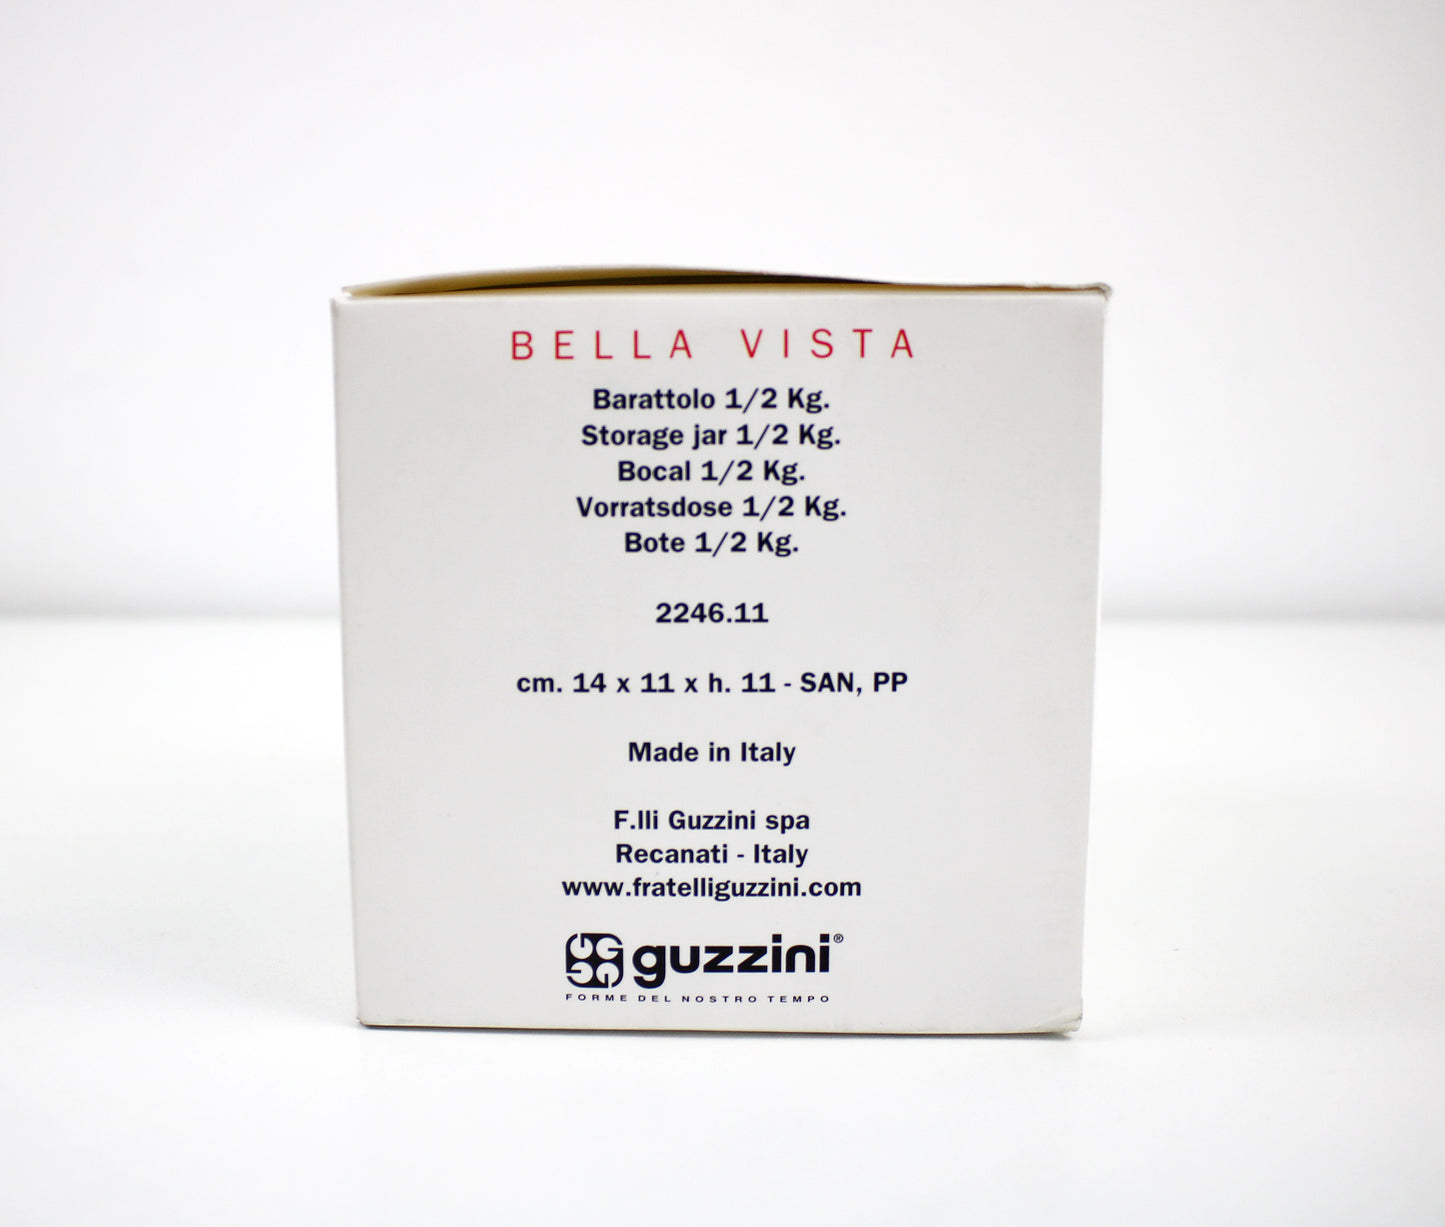 BELLA VISTA
Barattolo 1/2 Kg.
Storage jar 1/2 Kg.
Bocal 1/2 Kg.
Vorratsdose 1/2 Kg.
Bote 1/2 Kg.
2246.11
cm. 14 x 11 x h. 11 - SAN, PP
Made in Italy
F.lli Guzzini spa
Recanati - Italy
www.fratelliguzzini.com
guzzini®
FORME DEL NOSTRO TEMPO